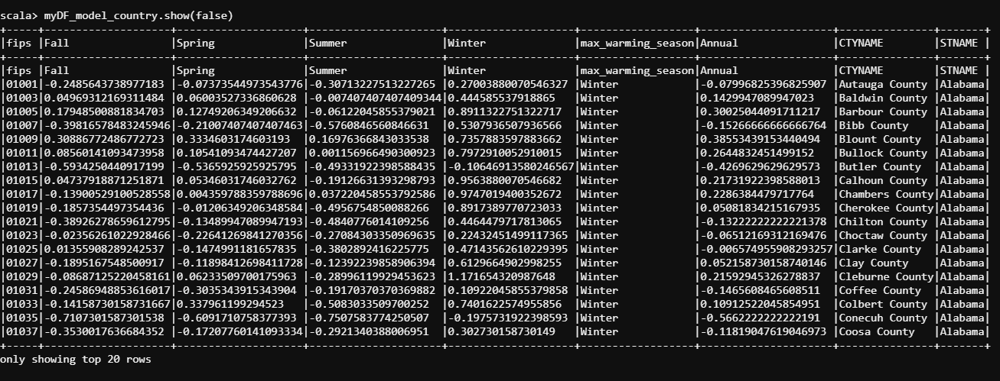 scala> myDF_model_country.show(false)
+-----+--------------------+--------------------+---------------------+--------------------+------------------+---------------------+---------------+-------+
|fips |Fall                |Spring              |Summer               |Winter              |max_warming_season|Annual               |CTYNAME        |STNAME |
+-----+--------------------+--------------------+---------------------+--------------------+------------------+---------------------+---------------+-------+
|fips |Fall                |Spring              |Summer               |Winter              |max_warming_season|Annual               |CTYNAME        |STNAME |
|01001|-0.2485643738977183 |-0.07373544973543776|-0.30713227513227265 |0.27003880070546327 |Winter            |-0.07996825396825907 |Autauga County |Alabama|
|01003|0.04969312169311484 |0.06003527336860628 |-0.007407407407409344|0.444585537918865   |Winter            |0.1429947089947023   |Baldwin County |Alabama|
|01005|0.17948500881834703 |0.12749206349206632 |-0.06122045855379021 |0.8911322751322717  |Winter            |0.30025044091711217  |Barbour County |Alabama|
|01007|-0.39816578483245946|-0.21007407407407463|-0.5760846560846631  |0.5307936507936566  |Winter            |-0.15266666666666764 |Bibb County    |Alabama|
|01009|0.30886772486772723 |0.3334603174603193  |0.16976366843033538  |0.7357883597883662  |Winter            |0.38553439153440494  |Blount County  |Alabama|
|01011|0.08560141093473958 |0.10541093474427207 |0.001156966490300923 |0.7972910052910015  |Winter            |0.2644832451499152   |Bullock County |Alabama|
|01013|-0.5934250440917199 |-0.5365925925925795 |-0.49331922398588435 |-0.10646913580246567|Winter            |-0.4269629629629573  |Butler County  |Alabama|
|01015|0.04737918871251871 |0.05346031746032762 |-0.19126631393298793 |0.9563880070546682  |Winter            |0.21731922398588013  |Calhoun County |Alabama|
|01017|-0.13900529100528558|0.004359788359788696|0.037220458553792586 |0.9747019400352672  |Winter            |0.2286384479717764   |Chambers County|Alabama|
|01019|-0.1857354497354436 |-0.01206349206348584|-0.4956754850088266  |0.8917389770723033  |Winter            |0.05081834215167935  |Cherokee County|Alabama|
|01021|-0.38926278659612795|-0.13489947089947193|-0.4840776014109256  |0.4464479717813065  |Winter            |-0.13222222222221378 |Chilton County |Alabama|
|01023|-0.02356261022928466|-0.22641269841270356|-0.27084303350969635 |0.22432451499117365 |Winter            |-0.06512169312169476 |Choctaw County |Alabama|
|01025|0.01355908289242537 |-0.1474991181657835 |-0.3802892416225775  |0.47143562610229395 |Winter            |-0.006574955908293257|Clarke County  |Alabama|
|01027|-0.1895167548500917 |-0.11898412698411728|-0.12392239858906394 |0.6129664902998255  |Winter            |0.052158730158740146 |Clay County    |Alabama|
|01029|-0.08687125220458161|0.06233509700175963 |-0.28996119929453623 |1.171654320987648   |Winter            |0.21592945326278837  |Cleburne County|Alabama|
|01031|-0.24586948853616017|-0.3035343915343904 |-0.19170370370369882 |0.10922045855379858 |Winter            |-0.1465608465608511  |Coffee County  |Alabama|
|01033|-0.14158730158731667|0.337961199294523   |-0.5083033509700252  |0.7401622574955856  |Winter            |0.10912522045854951  |Colbert County |Alabama|
|01035|-0.7107301587301538 |-0.6091710758377393 |-0.7507583774250507  |-0.1975731922398593 |Winter            |-0.5662222222222191  |Conecuh County |Alabama|
|01037|-0.3530017636684352 |-0.17207760141093334|-0.2921340388006951  |0.302730158730149   |Winter            |-0.11819047619046973 |Coosa County   |Alabama|
+-----+--------------------+--------------------+---------------------+--------------------+------------------+---------------------+---------------+-------+
only showing top 20 rows